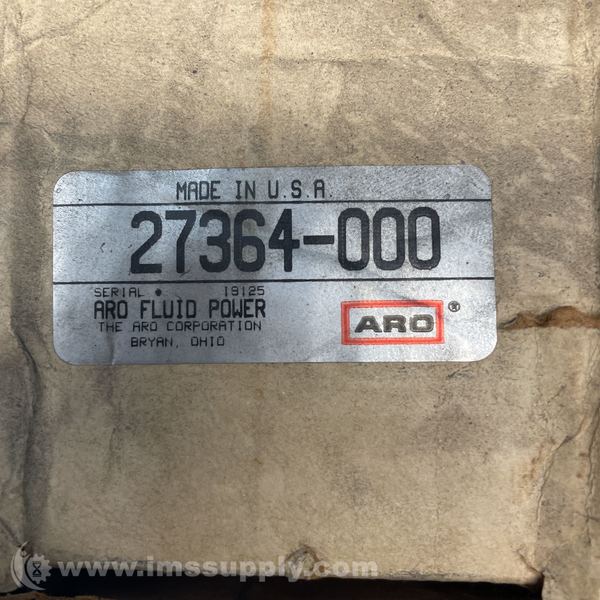 MADE IN U.S.A.
27364-000
SERIAL • 19125
ARO FLUID POWER
THE ARO CORPORATION
BRYAN, OHIO
ARO®
www.imssupply.com